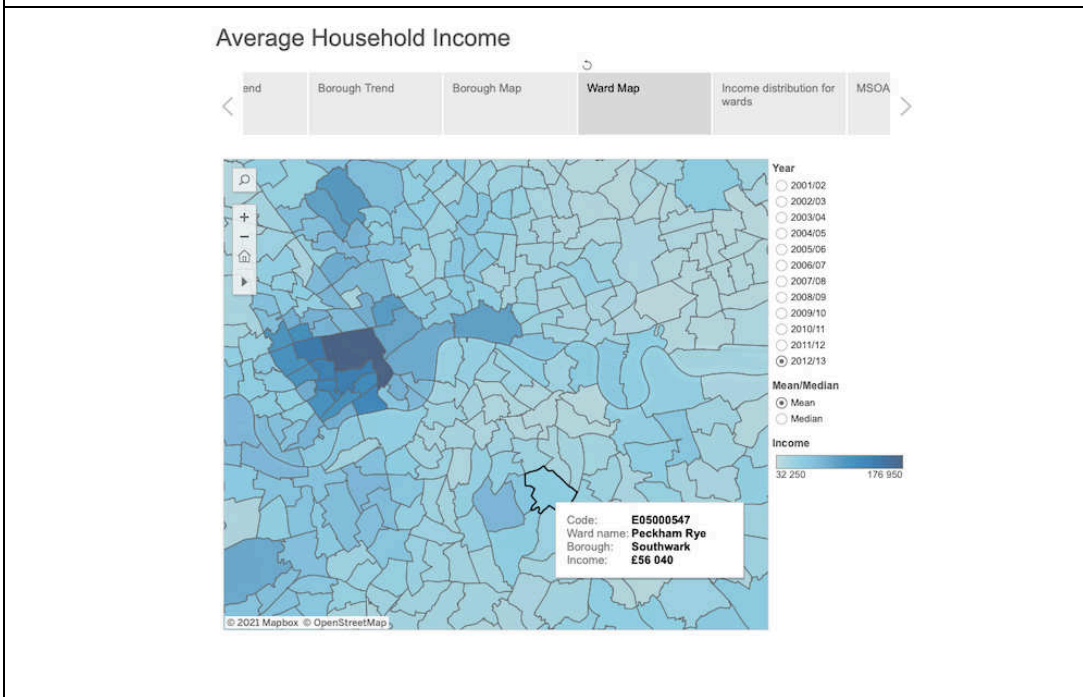 Average Household Income
end
Borough Trend
Borough Map
Ward Map
Income distribution for
wards
MSOA
Year
2001/02
2002/03
2003/04
2004/05
2005/06
2006/07
2007/08
2008/09
2009/10
2010/11
2011/12
2012/13
Mean/Median
Mean
Median
Income
32 250 176 950
Code: E05000547
Ward name: Peckham Rye
Borough: Southwark
Income: £56 040
© 2021 Mapbox © OpenStreetMap